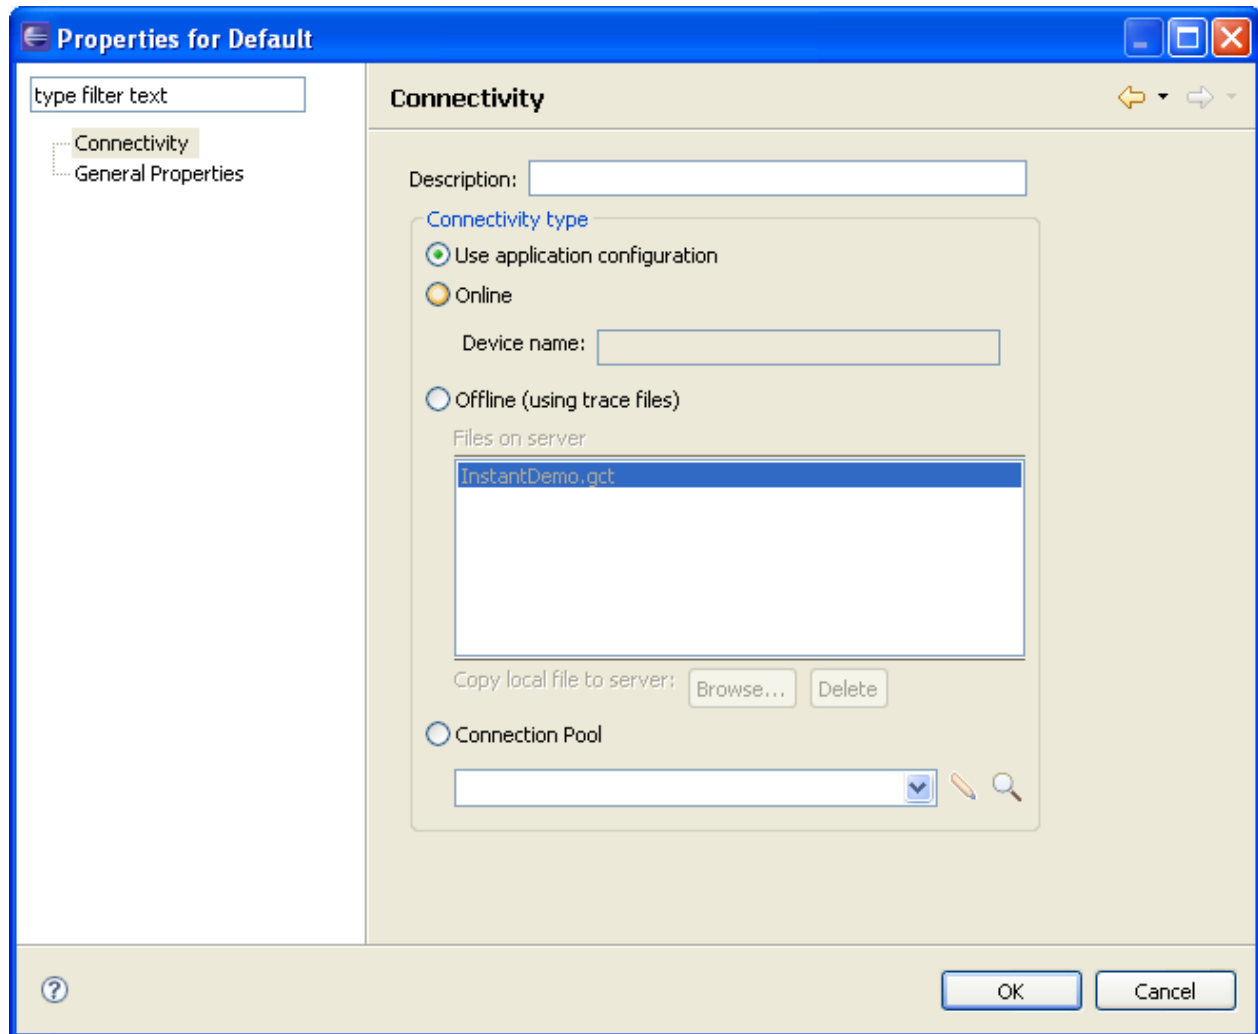 Properties for Default
type filter text
Connectivity
General Properties
Connectivity
Description:
Connectivity type
Use application configuration
Online
Device name:
Offline (using trace files)
Files on server
InstantDemo.gct
Copy local file to server: Browse... Delete
Connection Pool
OK Cancel